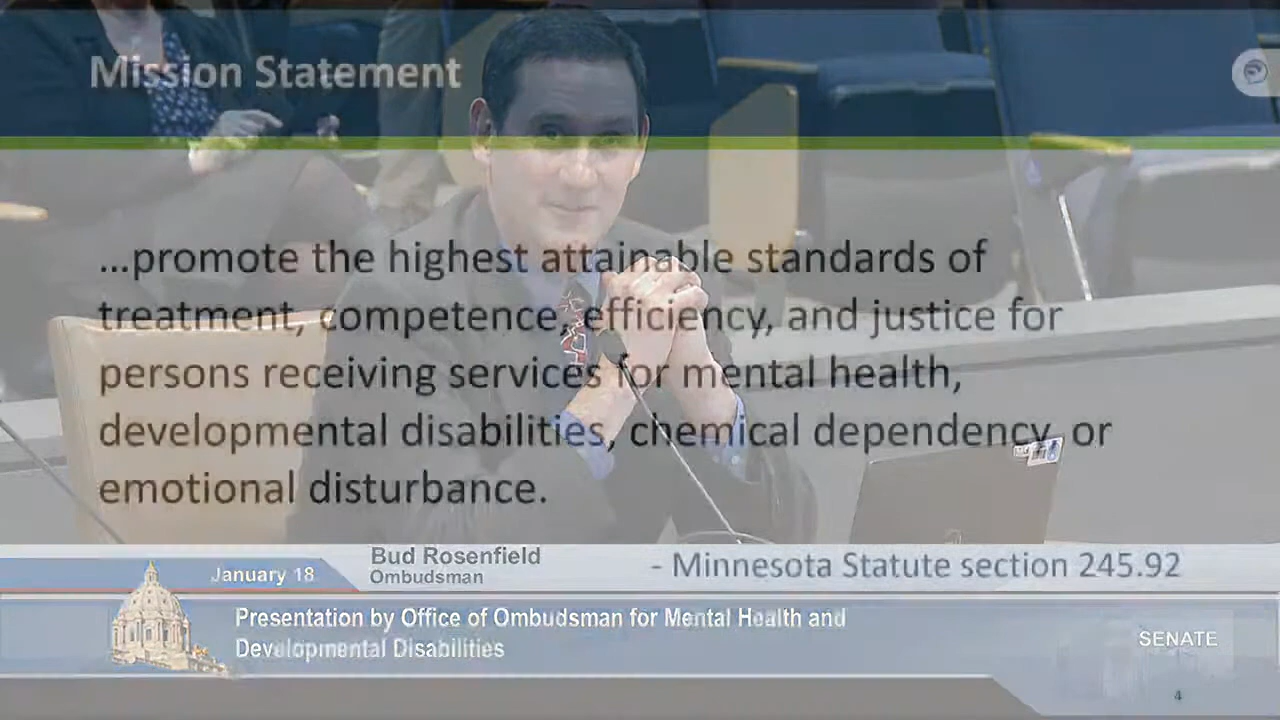 Mission Statement
...promote the highest attainable standards of
treatment, competence, efficiency, and justice for
persons receiving services for mental health,
developmental disabilities, chemical dependency, or
emotional disturbance.
Bud Rosenfield
Ombudsman
- Minnesota Statute section 245.92
January 18
Presentation by Office of Ombudsman for Mental Health and
Developmental Disabilities
SENATE
4